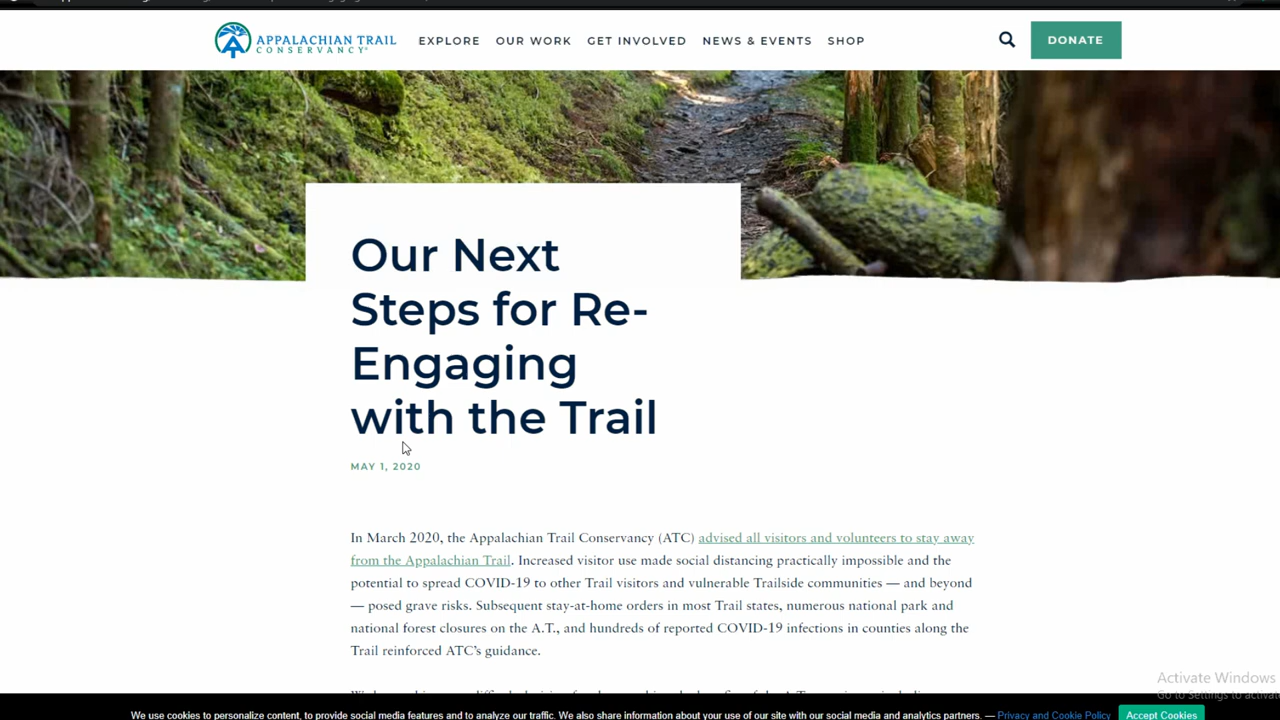 APPALACHIAN TRAIL
CONSERVANCY
EXPLORE OUR WORK GET INVOLVED NEWS & EVENTS SHOP
DONATE
Our Next
Steps for Re-
Engaging
with the Trail
MAY 1, 2020
In March 2020, the Appalachian Trail Conservancy (ATC) advised all visitors and volunteers to stay away
from the Appalachian Trail. Increased visitor use made social distancing practically impossible and the
potential to spread COVID-19 to other Trail visitors and vulnerable Trailside communities — and beyond
— posed grave risks. Subsequent stay-at-home orders in most Trail states, numerous national park and
national forest closures on the A.T., and hundreds of reported COVID-19 infections in counties along the
Trail reinforced ATC's guidance.
Activate Windows
Go to Settings to activate
We use cookies to personalize content, to provide social media features and to analyze our traffic. We also share information about your use of our site with our social media and analytics partners. — Privacy and Cookie Policy
Accept Cookies